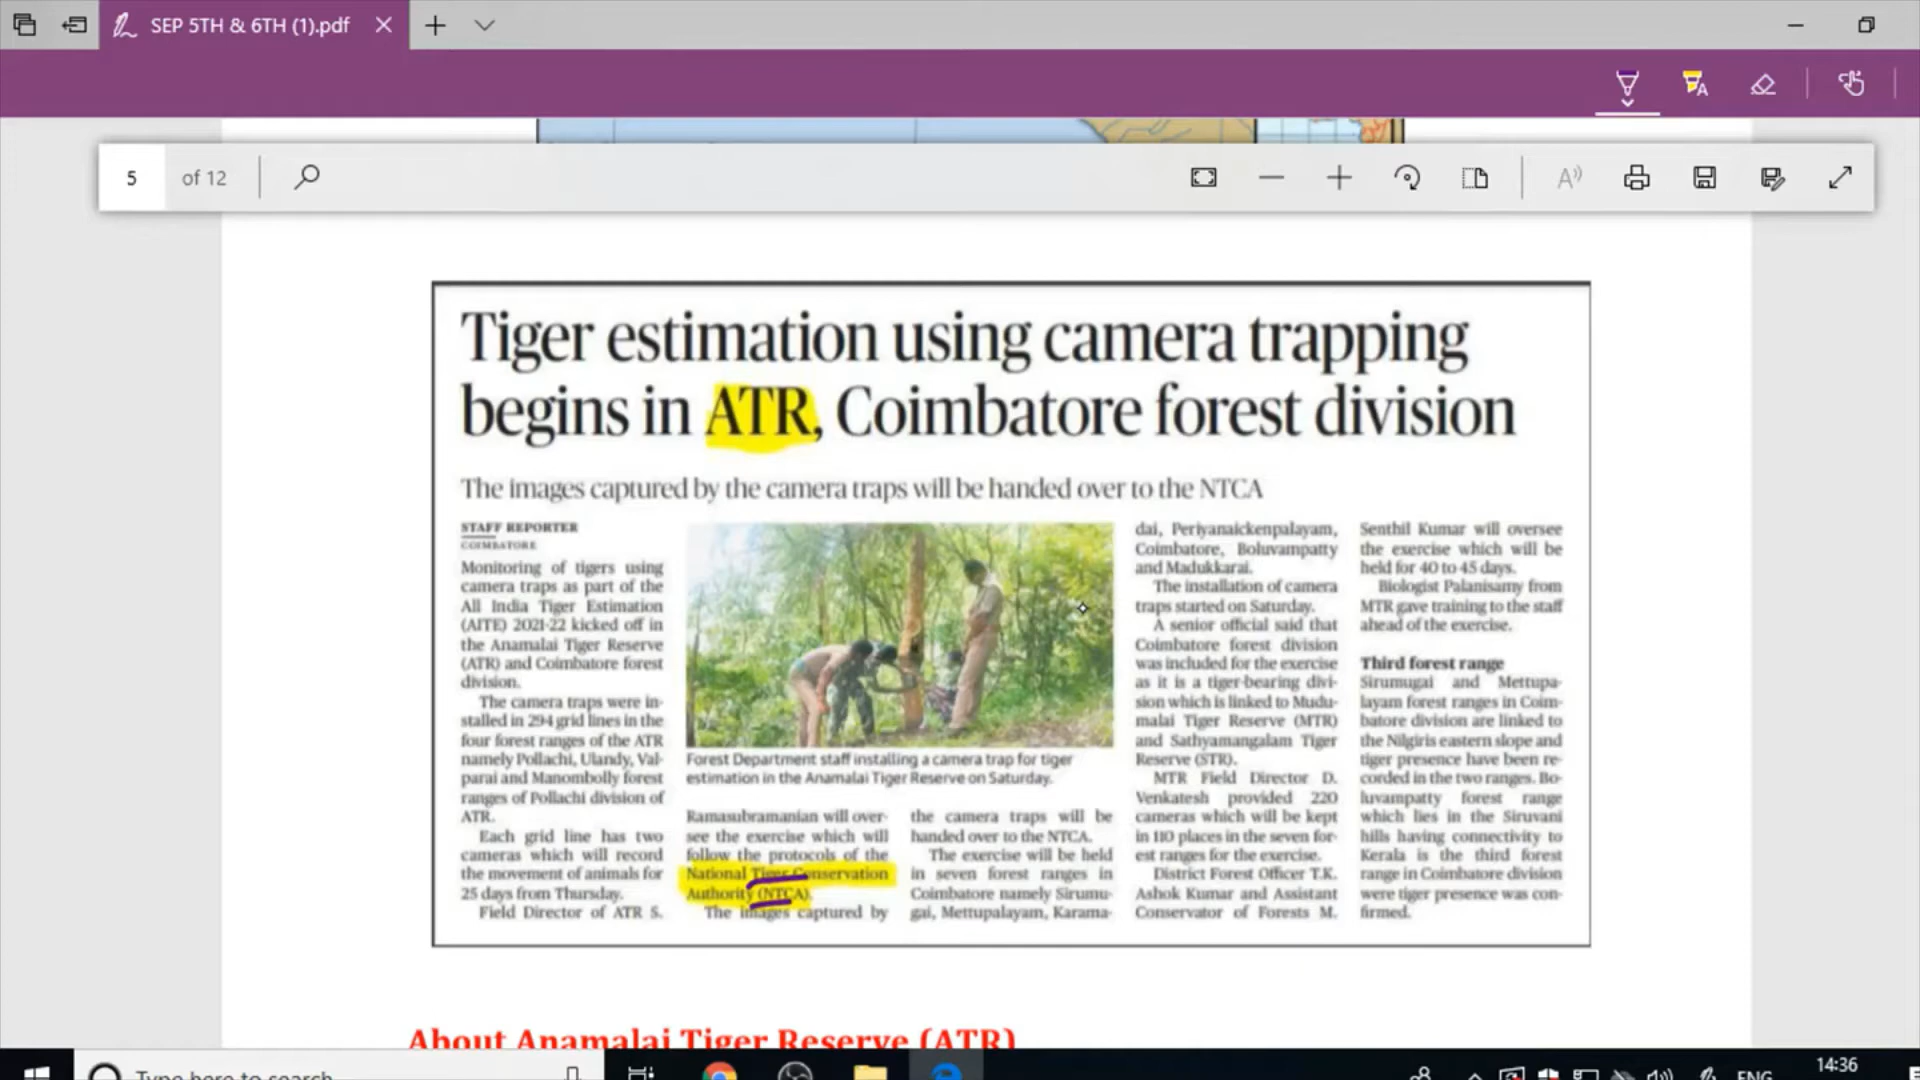 SEP 5TH & 6TH (1).pdf
5 of 12
Tiger estimation using camera trapping
begins in ATR, Coimbatore forest division
The images captured by the camera traps will be handed over to the NTCA
STAFF REPORTER
COIMBATORE
Monitoring of tigers using
camera traps as part of the
All India Tiger Estimation
(AITE) 2021-22 kicked off in
the Anamalai Tiger Reserve
(ATR) and Coimbatore forest
division.
The camera traps were in-
stalled in 294 grid lines in the
four forest ranges of the ATR
namely Pollachi, Ulandy, Val-
parai and Manombolly forest
ranges of Pollachi division of
ATR.
Each grid line has two
cameras which will record
the movement of animals for
25 days from Thursday.
Field Director of ATR S.
Forest Department staff installing a camera trap for tiger
estimation in the Anamalai Tiger Reserve on Saturday.
Ramasubramanian will over-
see the exercise which will
follow the protocols of the
National Tiger Conservation
Authority (NTCA).
The images captured by
the camera traps will be
handed over to the NTCA.
The exercise will be held
in seven forest ranges in
Coimbatore namely Sirumu-
gai, Mettupalayam, Karama-
dai, Periyanaickenpalayam,
Coimbatore, Boluvampatty
and Madukkarai.
The installation of camera
traps started on Saturday.
A senior official said that
Coimbatore forest division
was included for the exercise
as it is a tiger-bearing divi-
sion which is linked to Mudu-
malai Tiger Reserve (MTR)
and Sathyamangalam Tiger
Reserve (STR).
MTR Field Director D.
Venkatesh provided 220
cameras which will be kept
in 110 places in the seven for-
est ranges for the exercise.
District Forest Officer T.K.
Ashok Kumar and Assistant
Conservator of Forests M.
Senthil Kumar will oversee
the exercise which will be
held for 40 to 45 days.
Biologist Palanisamy from
MTR gave training to the staff
ahead of the exercise.
Third forest range
Sirumugai and Mettupa-
layam forest ranges in Coim-
batore division are linked to
the Nilgiris eastern slope and
tiger presence have been re-
corded in the two ranges. Bo-
luvampatty forest range
which lies in the Siruvani
hills having connectivity to
Kerala is the third forest
range in Coimbatore division
were tiger presence was con-
firmed.
About Anamalai Tiger Reserve (ATR)
Type here to search
ENG
14:36